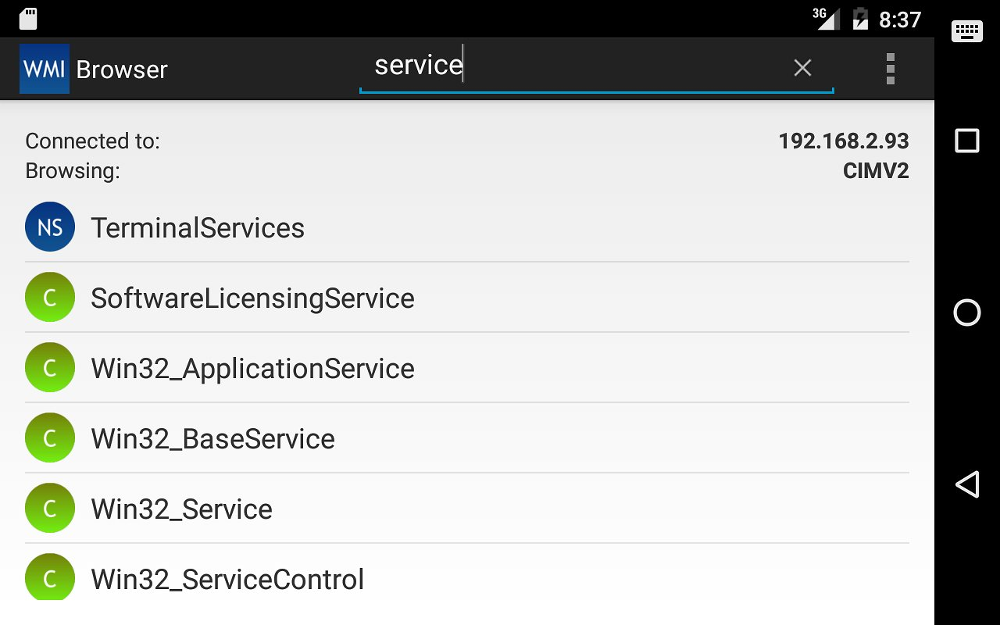 3G 8:37
WMI Browser service
Connected to: 192.168.2.93
Browsing: CIMV2
NS TerminalServices
C SoftwareLicensingService
C Win32_ApplicationService
C Win32_BaseService
C Win32_Service
C Win32_ServiceControl